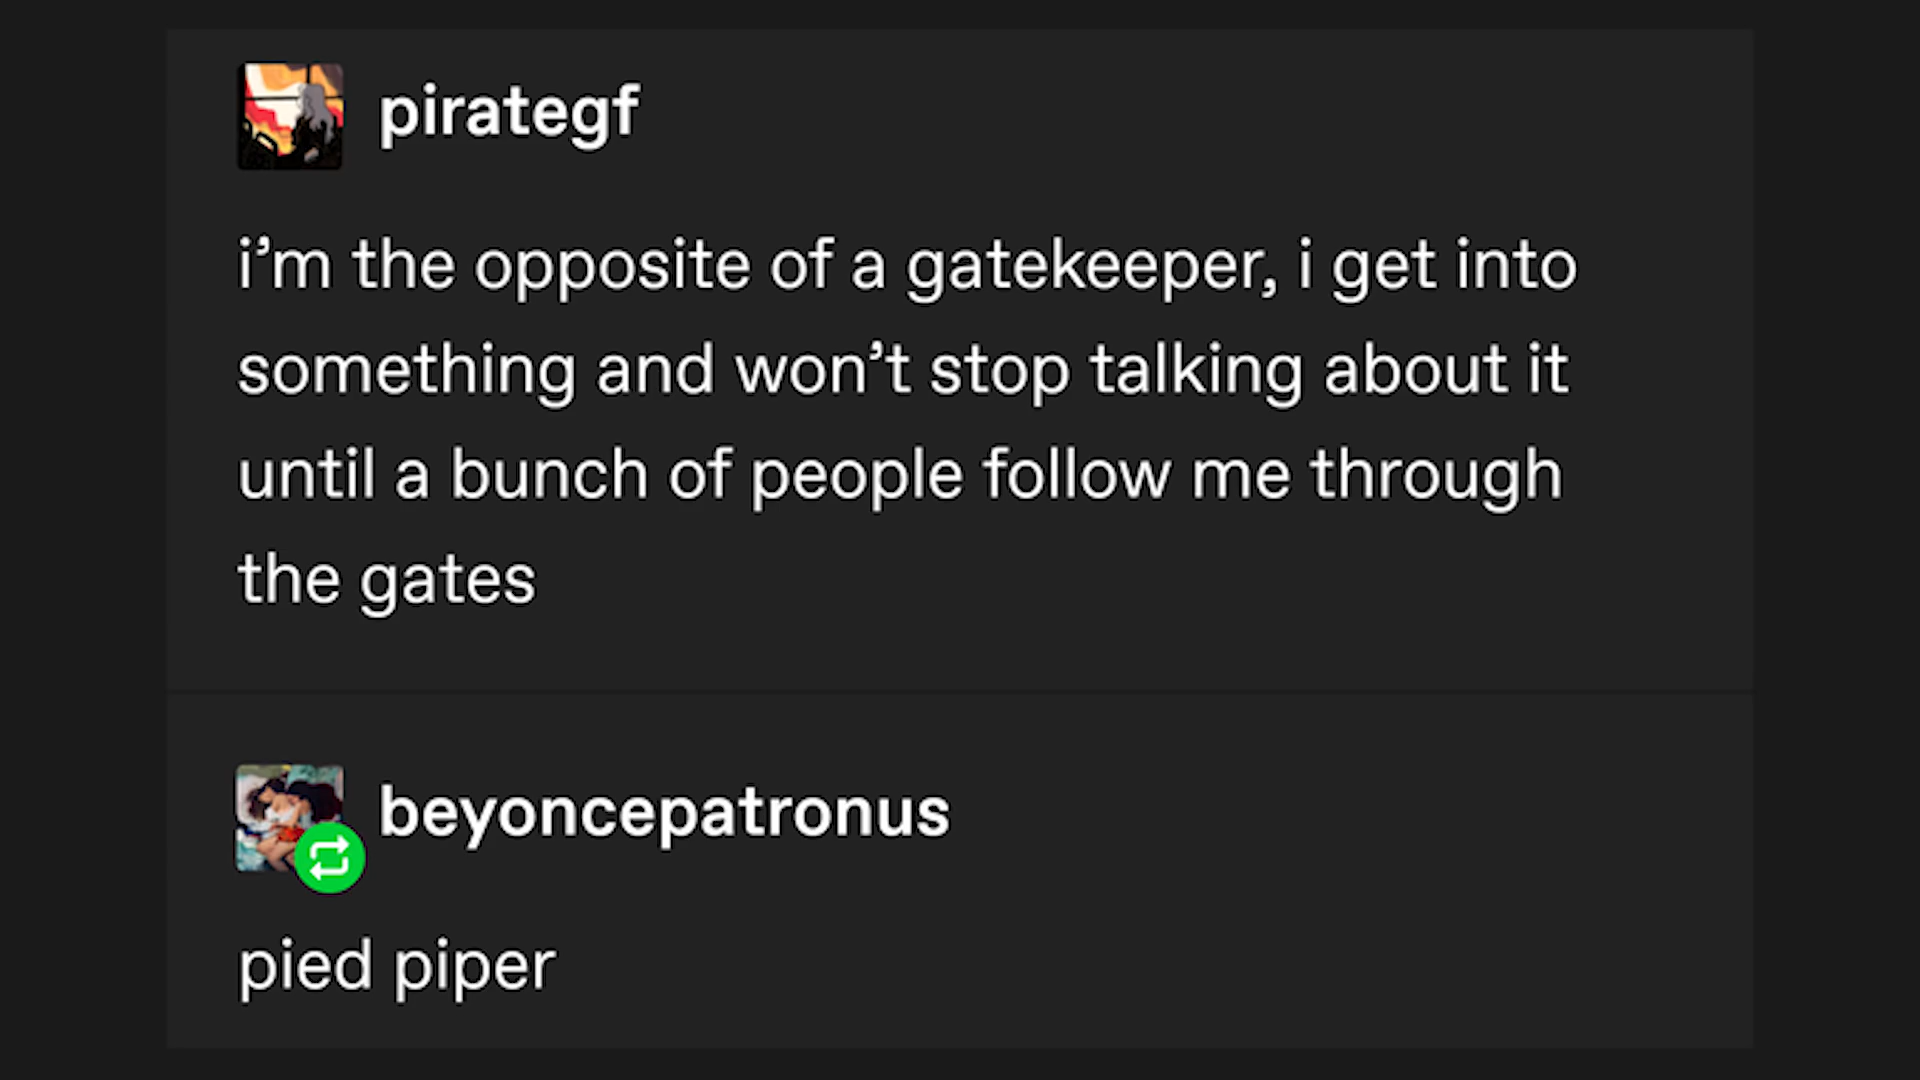 pirategf
i’m the opposite of a gatekeeper, i get into
something and won’t stop talking about it
until a bunch of people follow me through
the gates
beyoncepatronus
pied piper